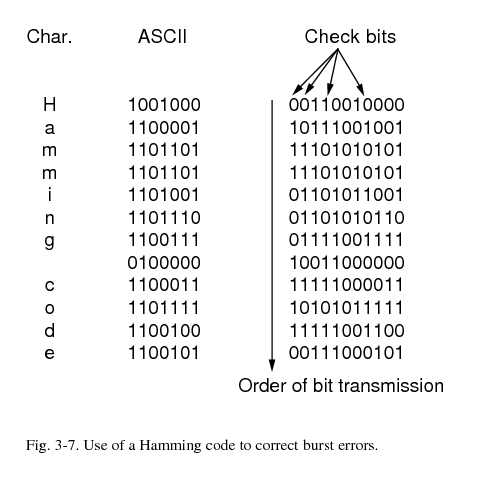 Char. ASCII Check bits
H 1001000 00110010000
a 1100001 10111001001
m 1101101 11101010101
m 1101101 11101010101
i 1101001 01101011001
n 1101110 01101010110
g 1100111 01111001111
0100000 10011000000
c 1100011 11111000011
o 1101111 10101011111
d 1100100 11111001100
e 1100101 00111000101
Order of bit transmission
Fig. 3-7. Use of a Hamming code to correct burst errors.